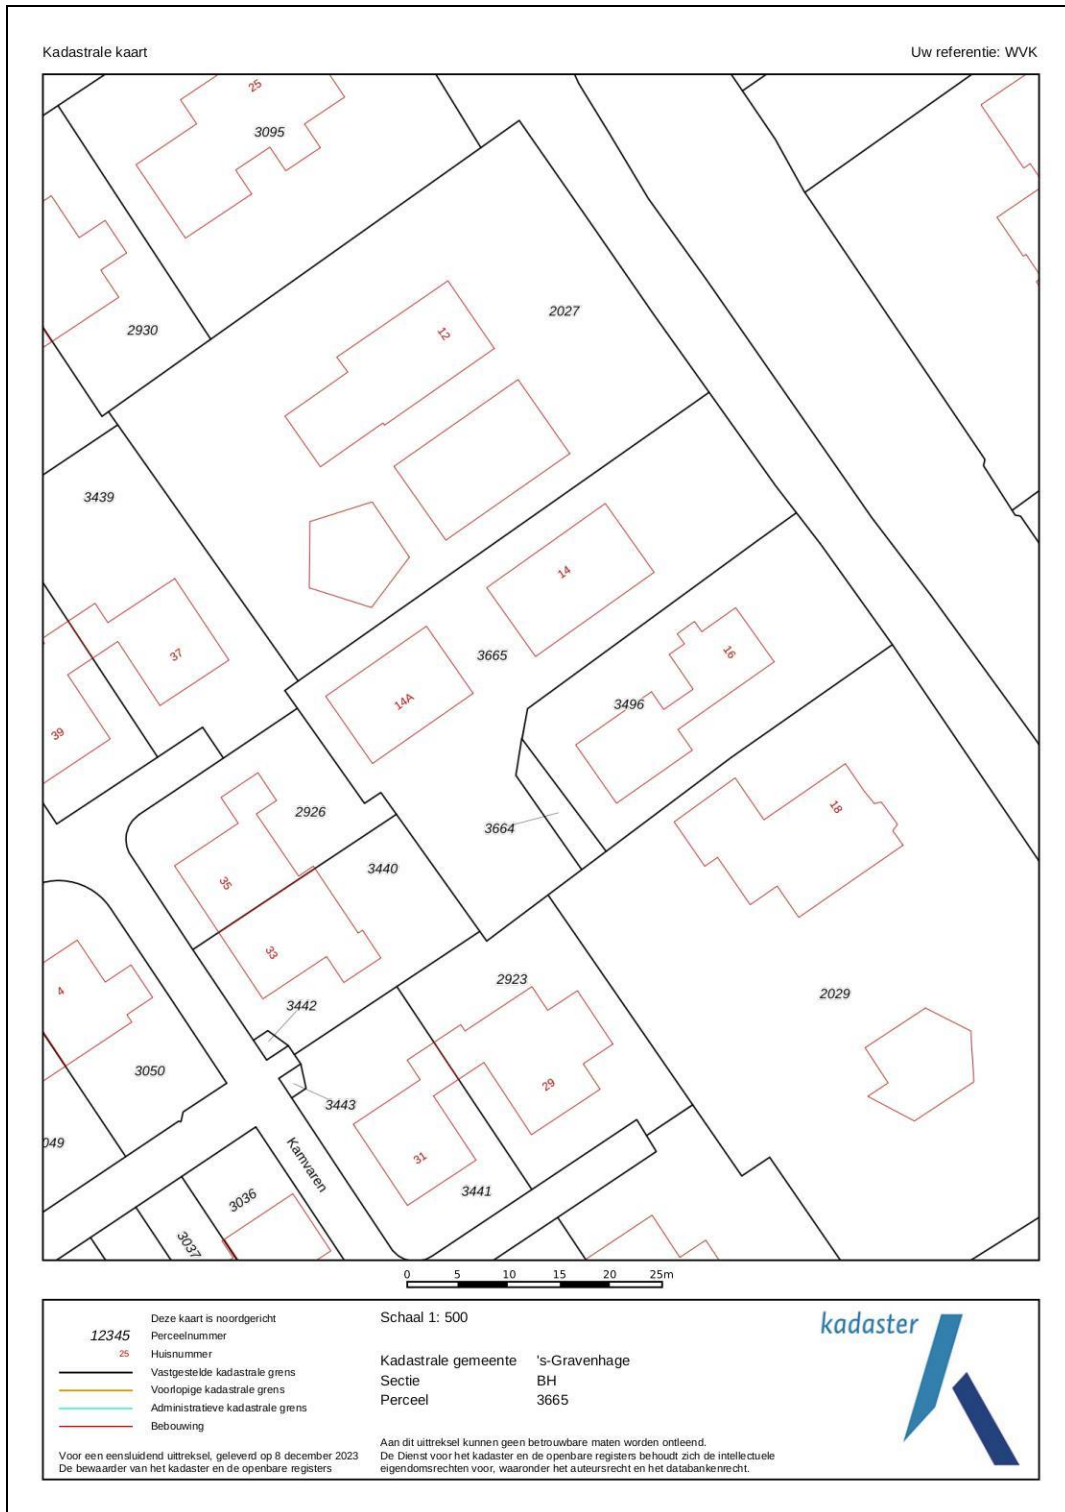 Kadastrale kaart
Uw referentie: WVK
25
3095
2930
12
2027
3439
37
39
14
3665
14A
3496
16
3664
18
2926
35
3440
33
3442
3443
4
3050
049
2923
29
31
3441
2029
Kamvaren
3036
3037
0 5 10 15 20 25m
Deze kaart is noordgericht
12345 Perceelnummer
25 Huisnummer
Vastgestelde kadastrale grens
Voorlopige kadastrale grens
Administratieve kadastrale grens
Bebouwing
Voor een eensluidend uittreksel, geleverd op 8 december 2023
De bewaarder van het kadaster en de openbare registers
Schaal 1: 500
Kadastrale gemeente 's-Gravenhage
Sectie BH
Perceel 3665
Aan dit uittreksel kunnen geen betrouwbare maten worden ontleend.
De Dienst voor het kadaster en de openbare registers behoudt zich de intellectuele
eigendomsrechten voor, waaronder het auteursrecht en het databankenrecht.
kadaster